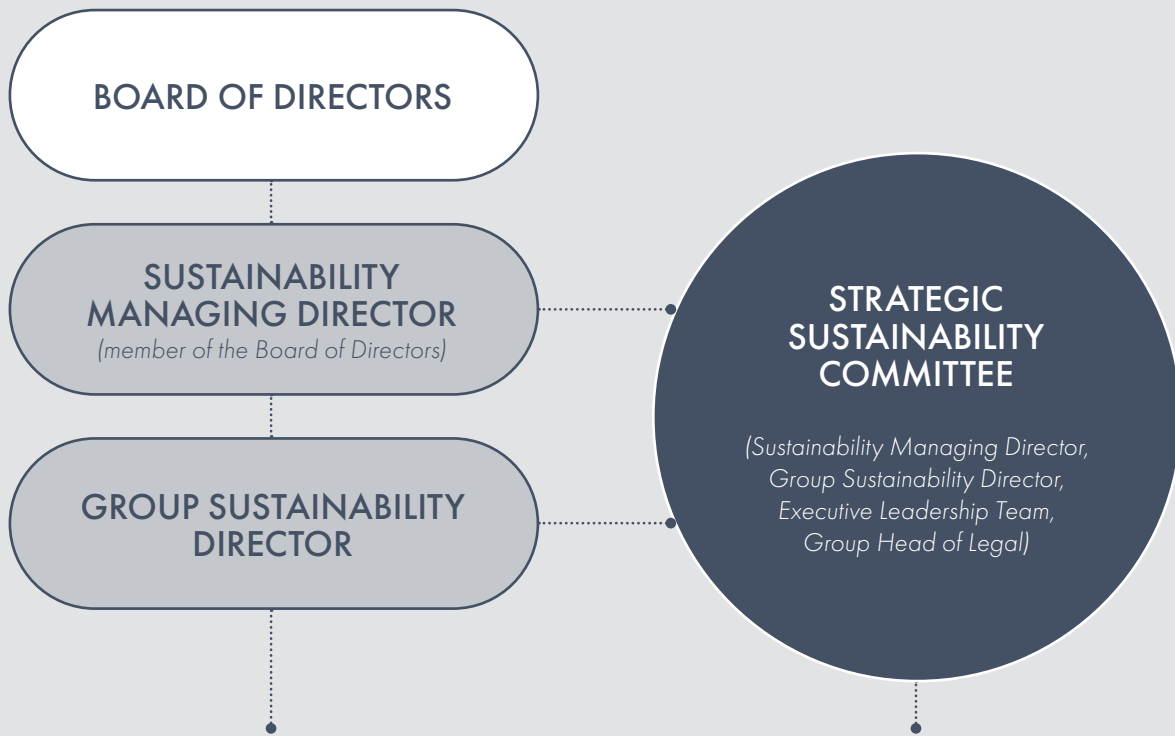 BOARD OF DIRECTORS
SUSTAINABILITY
MANAGING DIRECTOR
(member of the Board of Directors)
GROUP SUSTAINABILITY
DIRECTOR
STRATEGIC
SUSTAINABILITY
COMMITTEE
(Sustainability Managing Director,
Group Sustainability Director,
Executive Leadership Team,
Group Head of Legal)